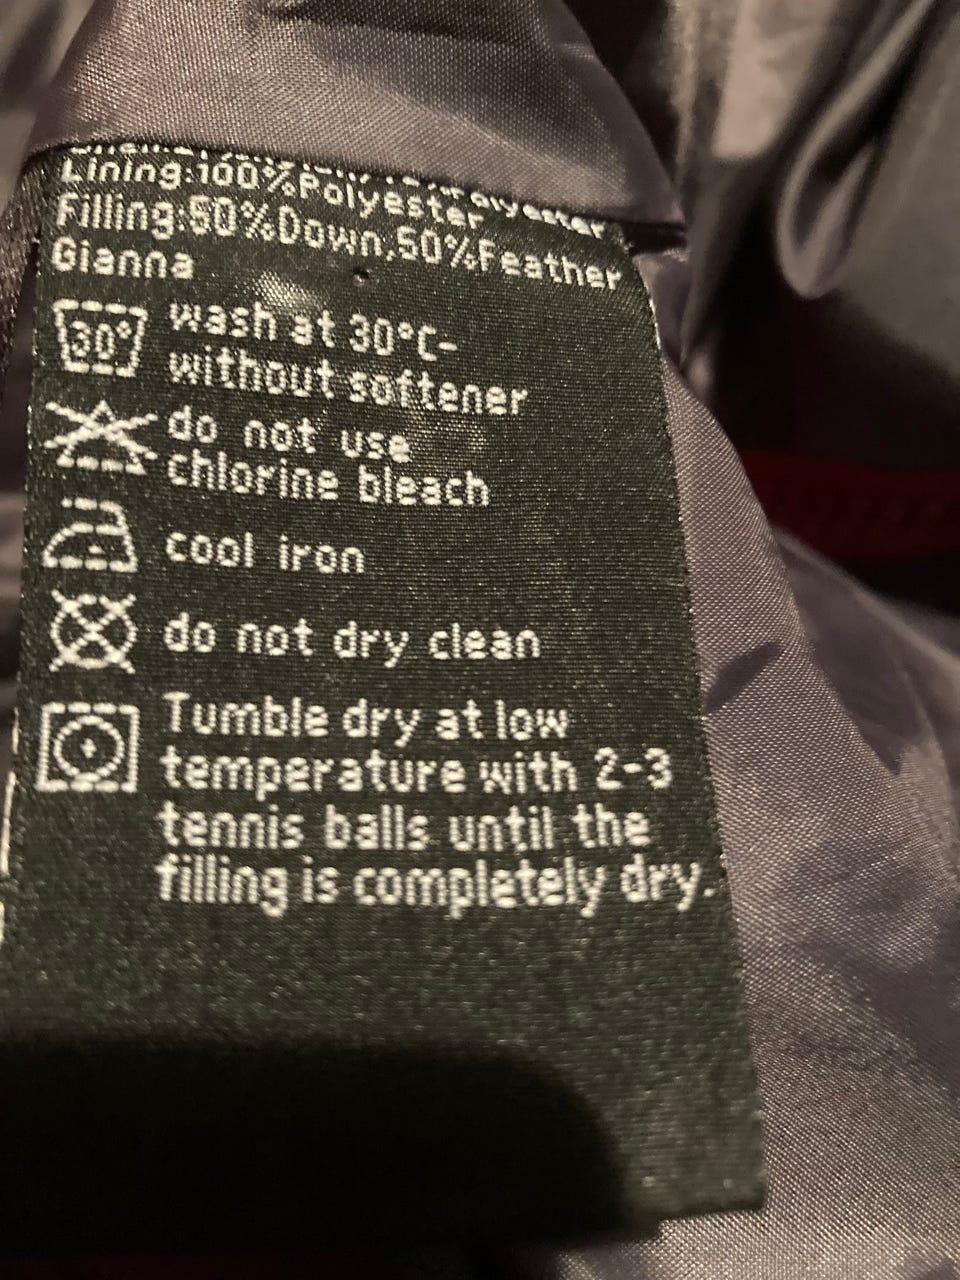 Lining:100%Polyester
Filling:50%Down,50%Feather
Gianna
30° wash at 30°C-
without softener
do not use
chlorine bleach
cool iron
do not dry clean
Tumble dry at low
temperature with 2-3
tennis balls until the
filling is completely dry.